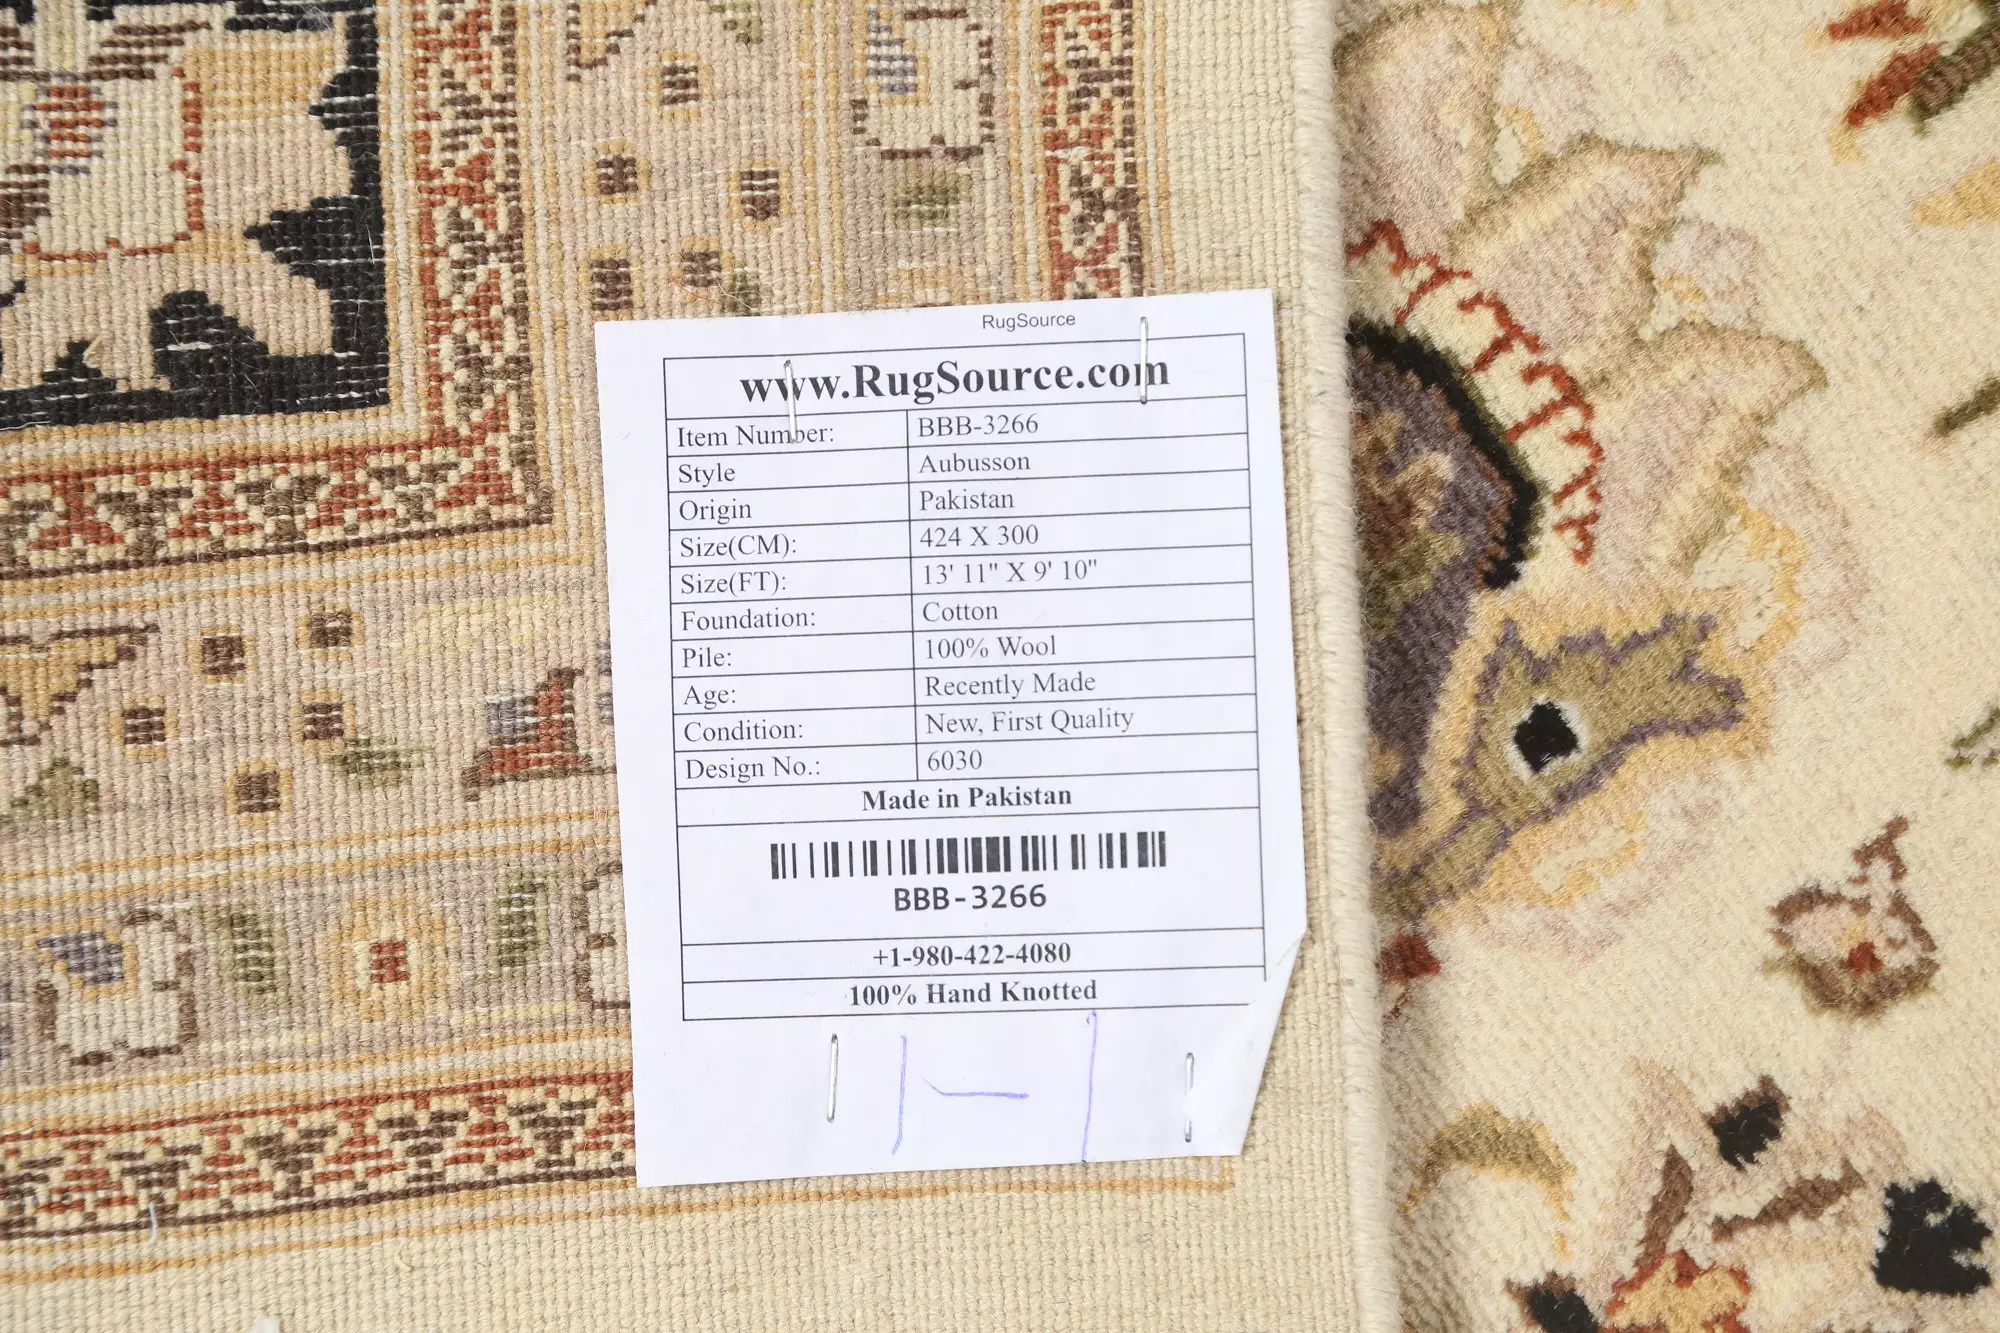 RugSource
www.RugSource.com
Item Number: BBB-3266
Style Aubusson
Origin Pakistan
Size(CM): 424 X 300
Size(FT): 13' 11" X 9' 10"
Foundation: Cotton
Pile: 100% Wool
Age: Recently Made
Condition: New, First Quality
Design No.: 6030
Made in Pakistan
BBB-3266
+1-980-422-4080
100% Hand Knotted
1-1